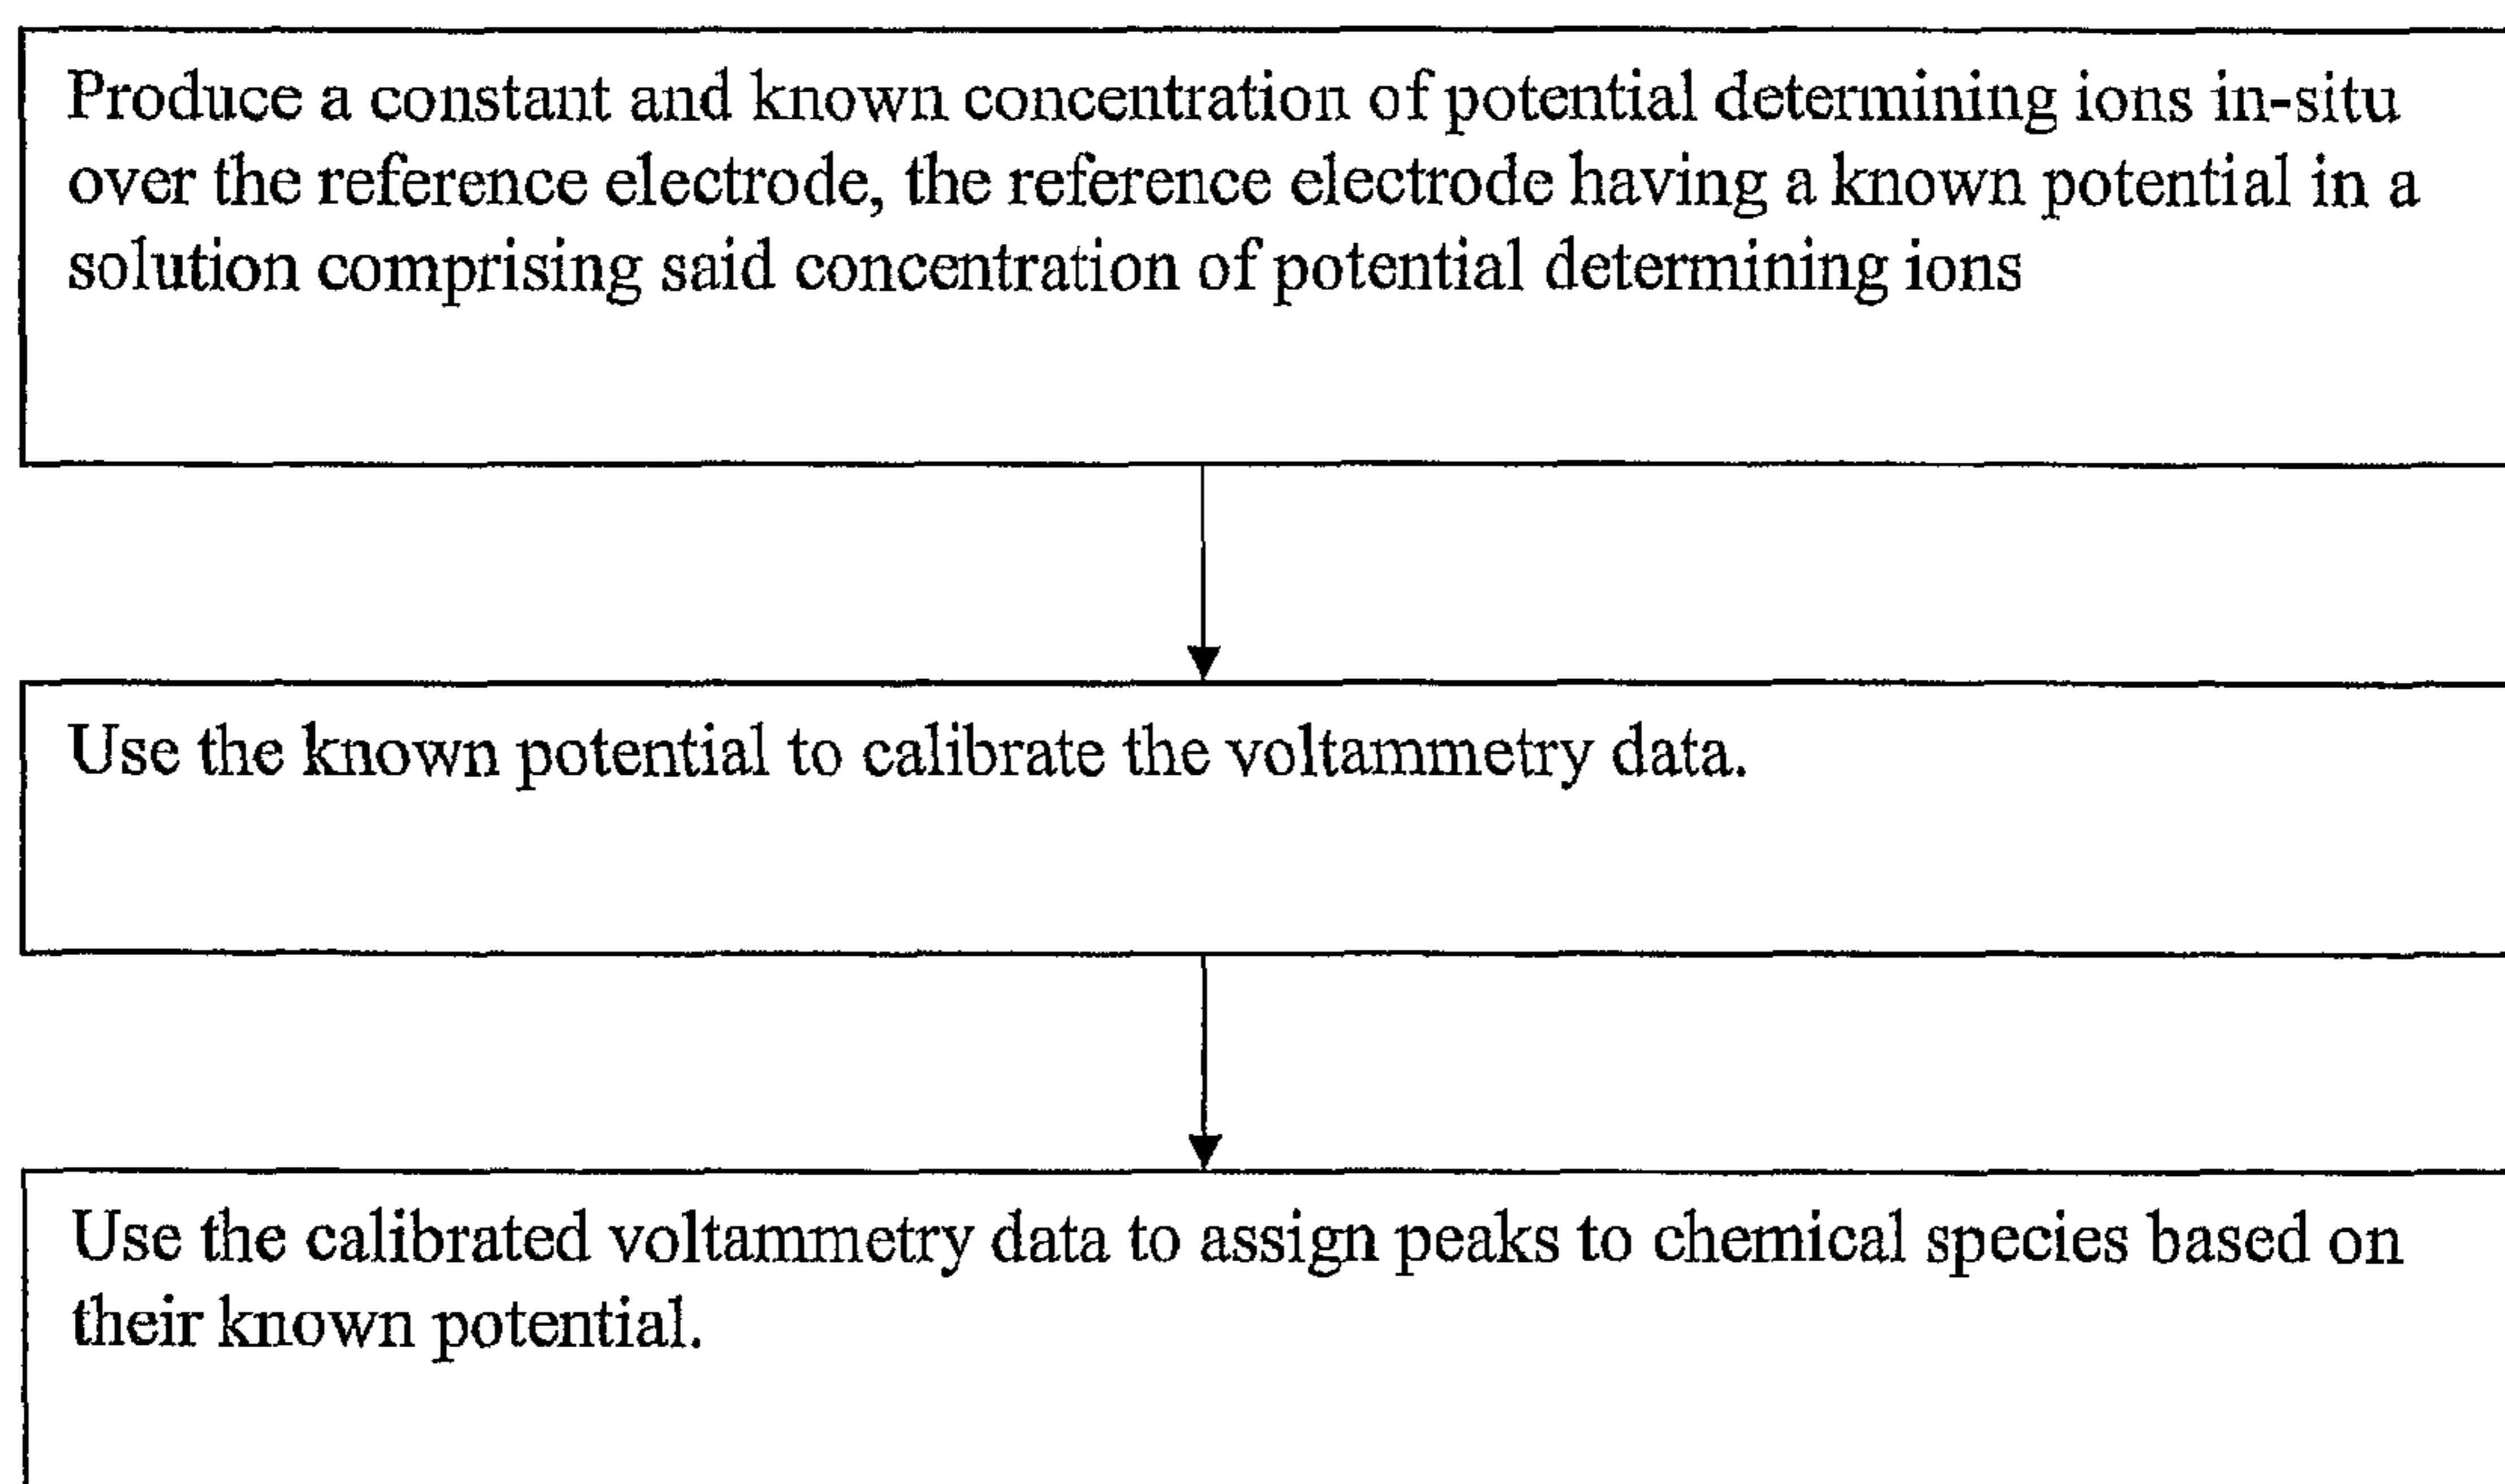 Produce a constant and known concentration of potential determining ions in-situ
over the reference electrode, the reference electrode having a known potential in a
solution comprising said concentration of potential determining ions
Use the known potential to calibrate the voltammetry data.
Use the calibrated voltammetry data to assign peaks to chemical species based on
their known potential.